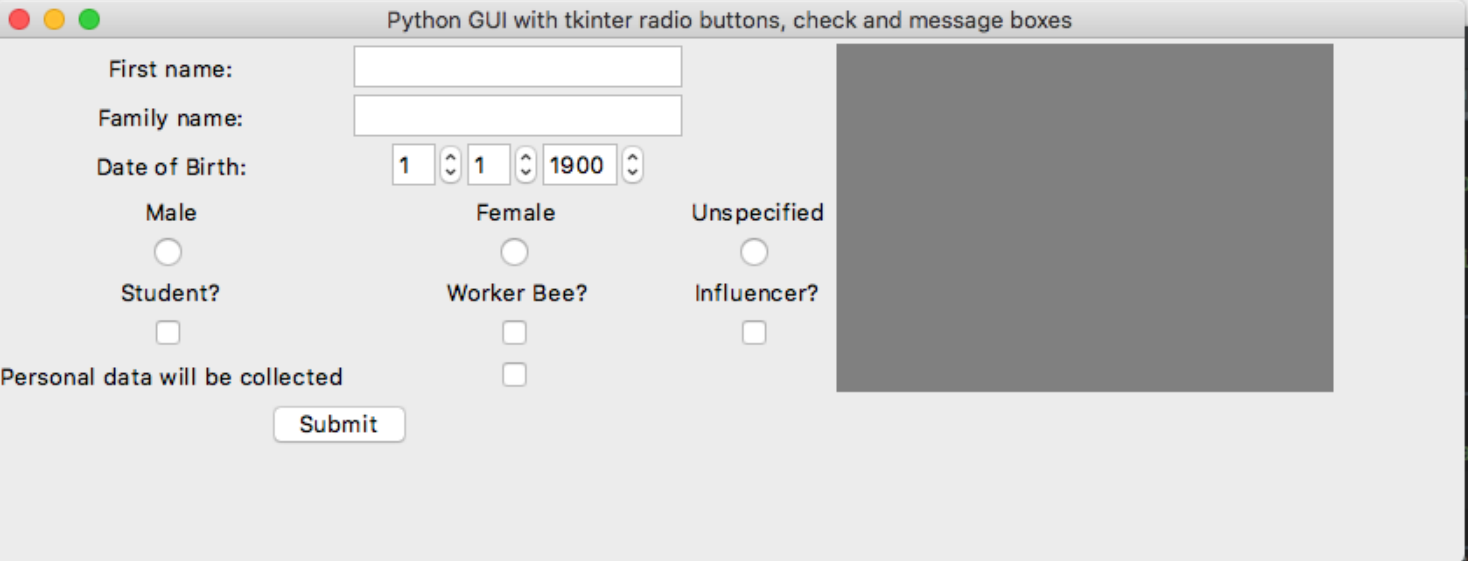 Python GUI with tkinter radio buttons, check and message boxes
First name:
Family name:
Date of Birth: 1 1 1900
Male Female Unspecified
Student? Worker Bee? Influencer?
Personal data will be collected
Submit